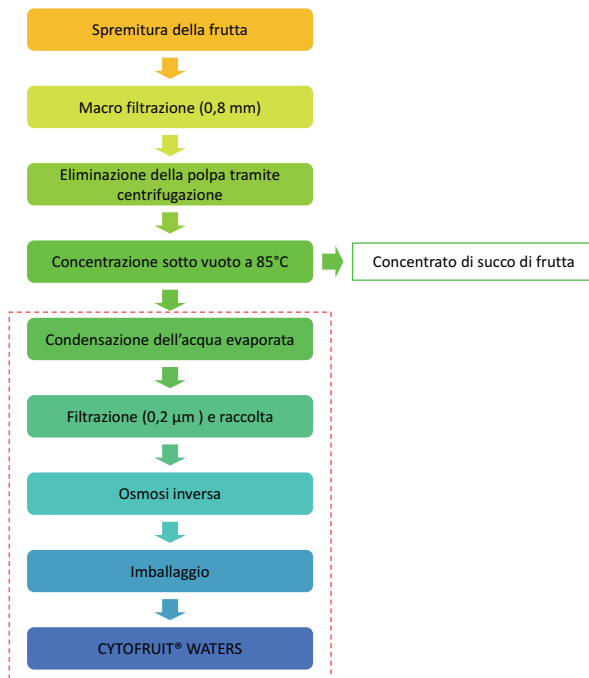 Spremitura della frutta
Macro filtrazione (0,8 mm)
Eliminazione della polpa tramite
centrifugazione
Concentrazione sotto vuoto a 85°C
Concentrato di succo di frutta
Condensazione dell’acqua evaporata
Filtrazione (0,2 µm ) e raccolta
Osmosi inversa
Imballaggio
CYTOFRUIT® WATERS